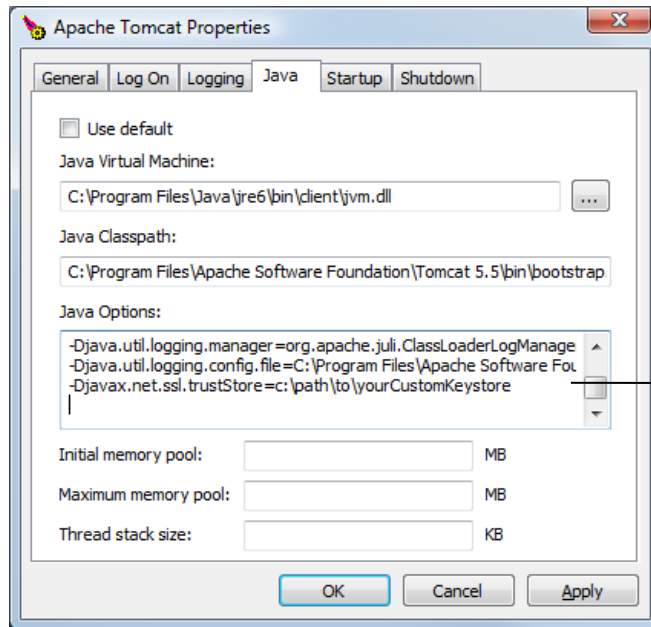 Apache Tomcat Properties
General Log On Logging Java Startup Shutdown
Use default
Java Virtual Machine:
C:\Program Files\Java\jre6\bin\client\jvm.dll ...
Java Classpath:
C:\Program Files\Apache Software Foundation\Tomcat 5.5\bin\bootstrap
Java Options:
-Djava.util.logging.manager=org.apache.juli.ClassLoaderLogManage
-Djava.util.logging.config.file=C:\Program Files\Apache Software Fou
-Djavax.net.ssl.trustStore=c:\path\to\yourCustomKeystore
Initial memory pool: MB
Maximum memory pool: MB
Thread stack size: KB
OK Cancel Apply